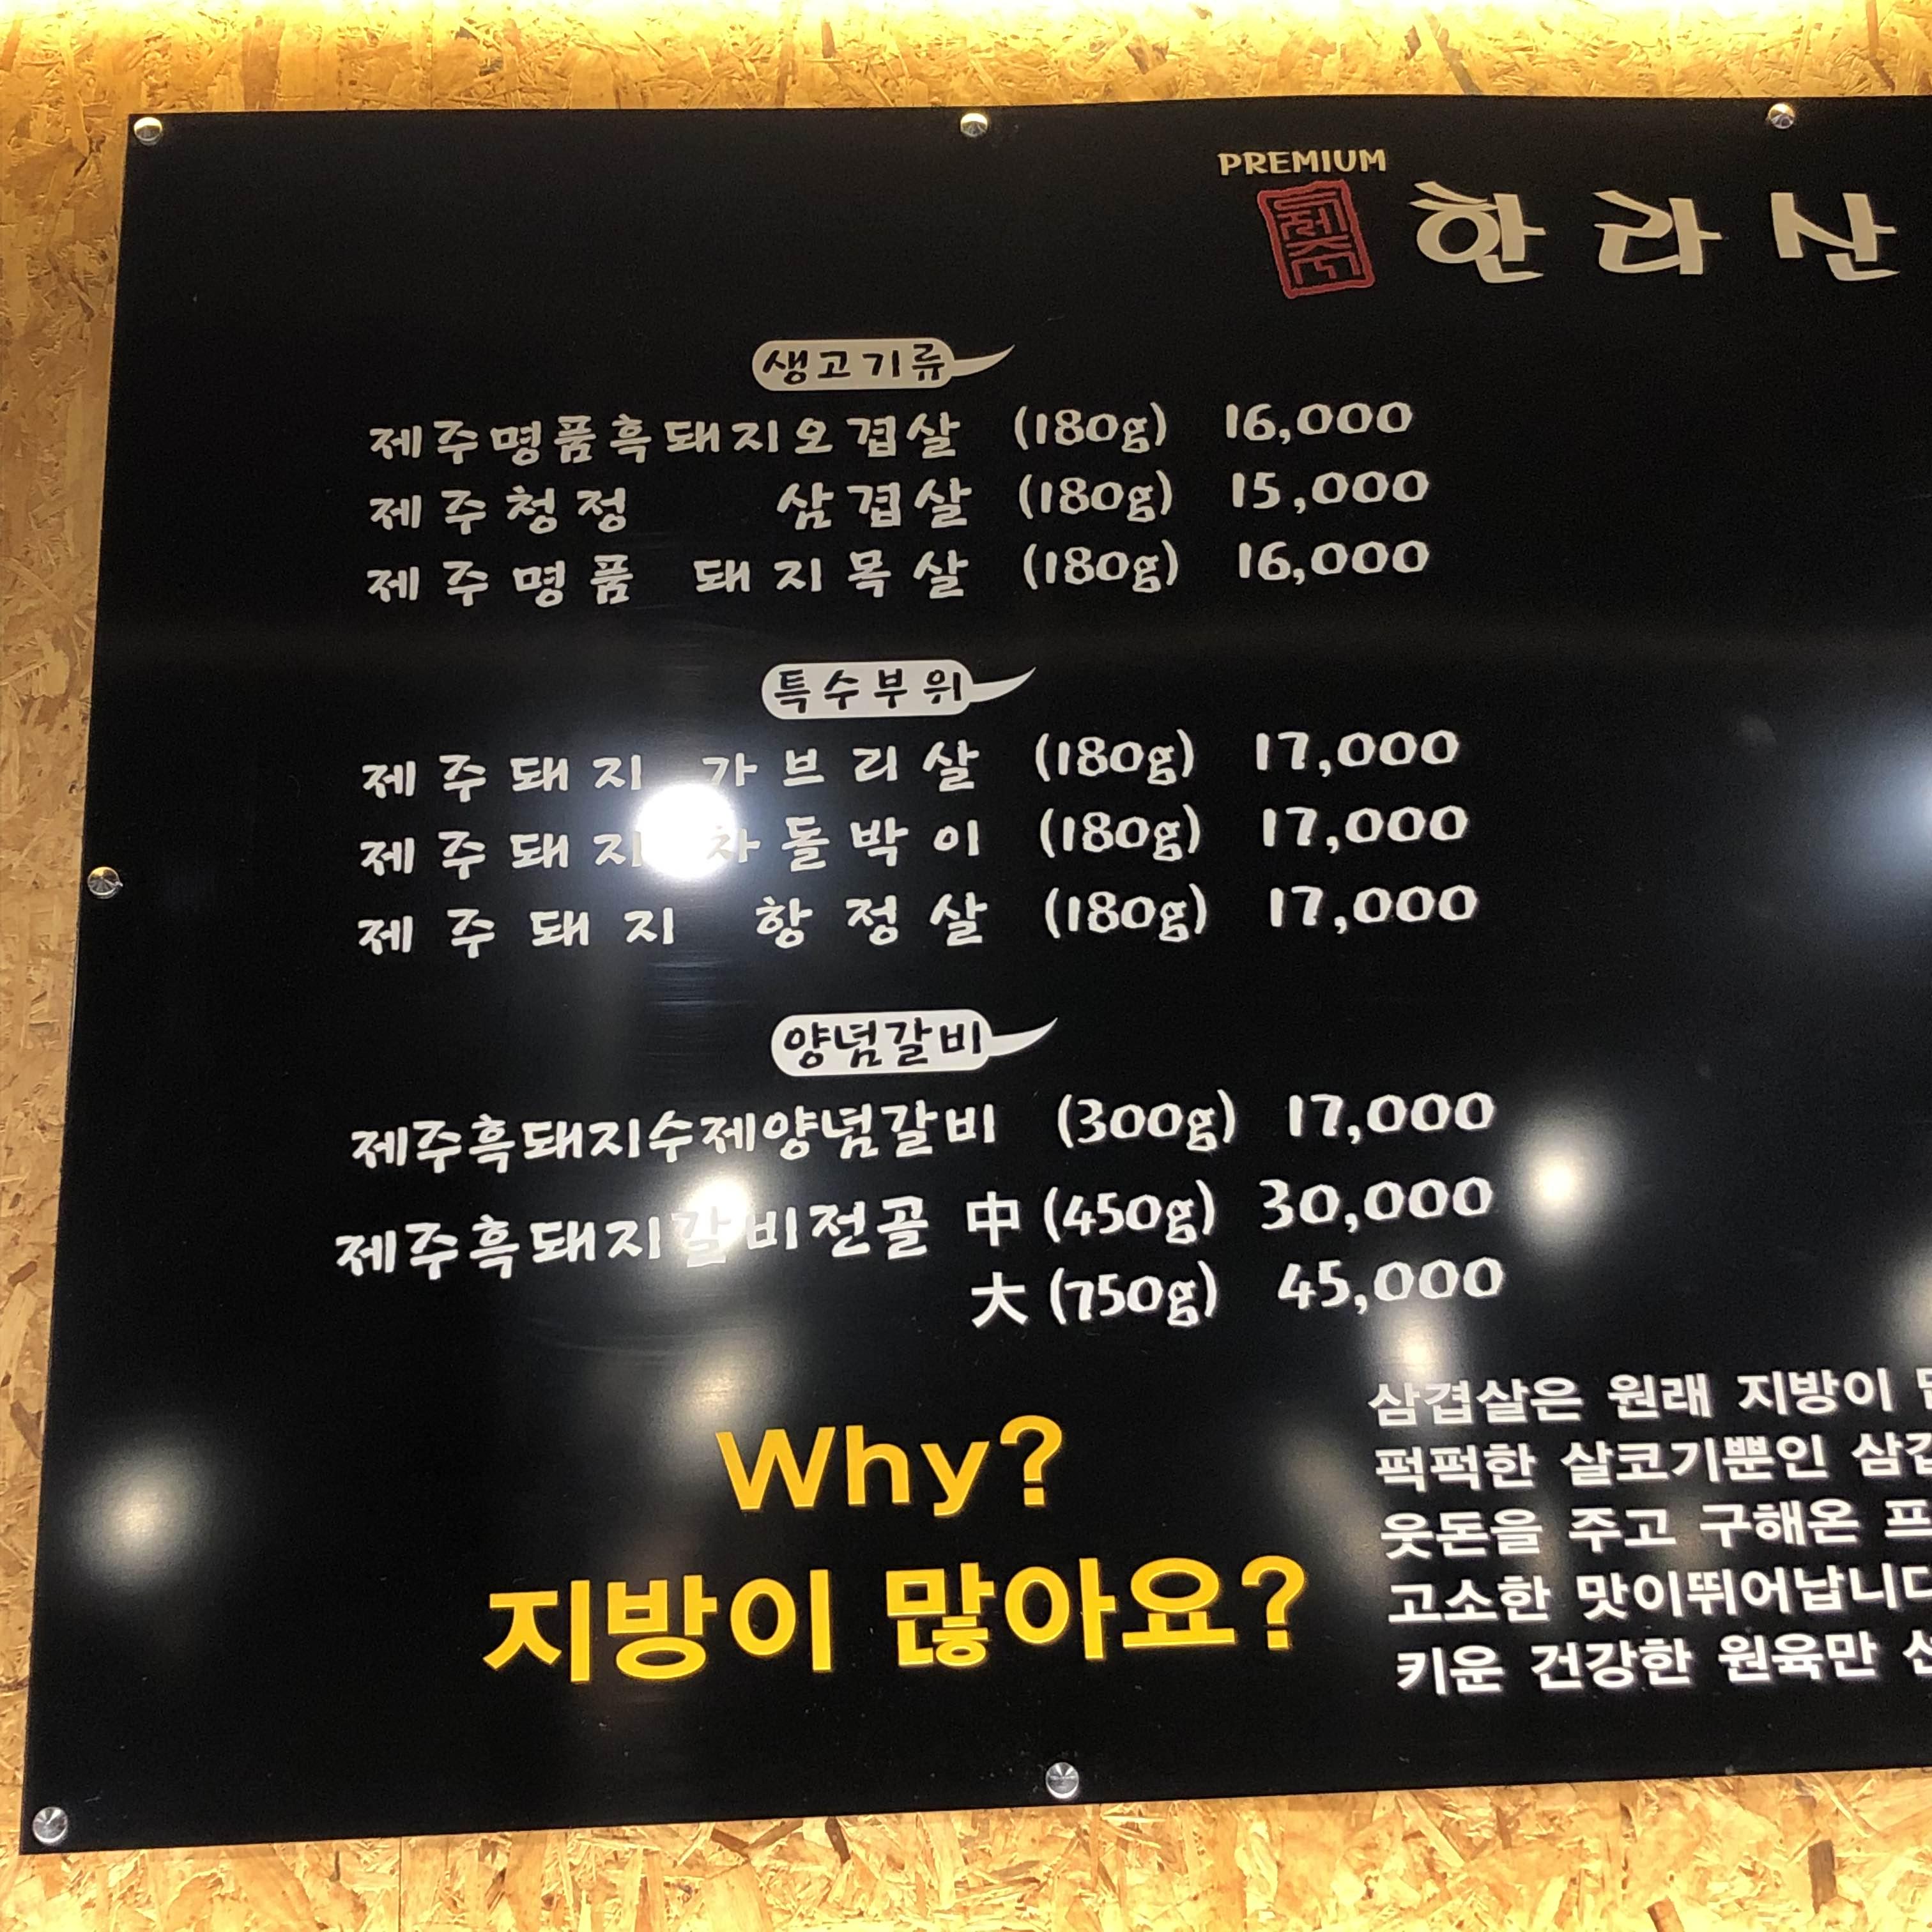 PREMIUM
제주 한라산
생고기류
제주명품흑돼지오겹살 (180g) 16,000
제주청정 삼겹살 (180g) 15,000
제주명품 돼지목살 (180g) 16,000
특수부위
제주돼지 가브리살 (180g) 17,000
제주돼지 차돌박이 (180g) 17,000
제주돼지 항정살 (180g) 17,000
양념갈비
제주흑돼지수제양념갈비 (300g) 17,000
제주흑돼지갈비전골 中 (450g) 30,000
大 (750g) 45,000
Why?
지방이 많아요?
삼겹살은 원래 지방이
퍽퍽한 살코기뿐인
웃돈을 주고 구해온
고소한 맛이뛰어납니다
키운 건강한 원육만